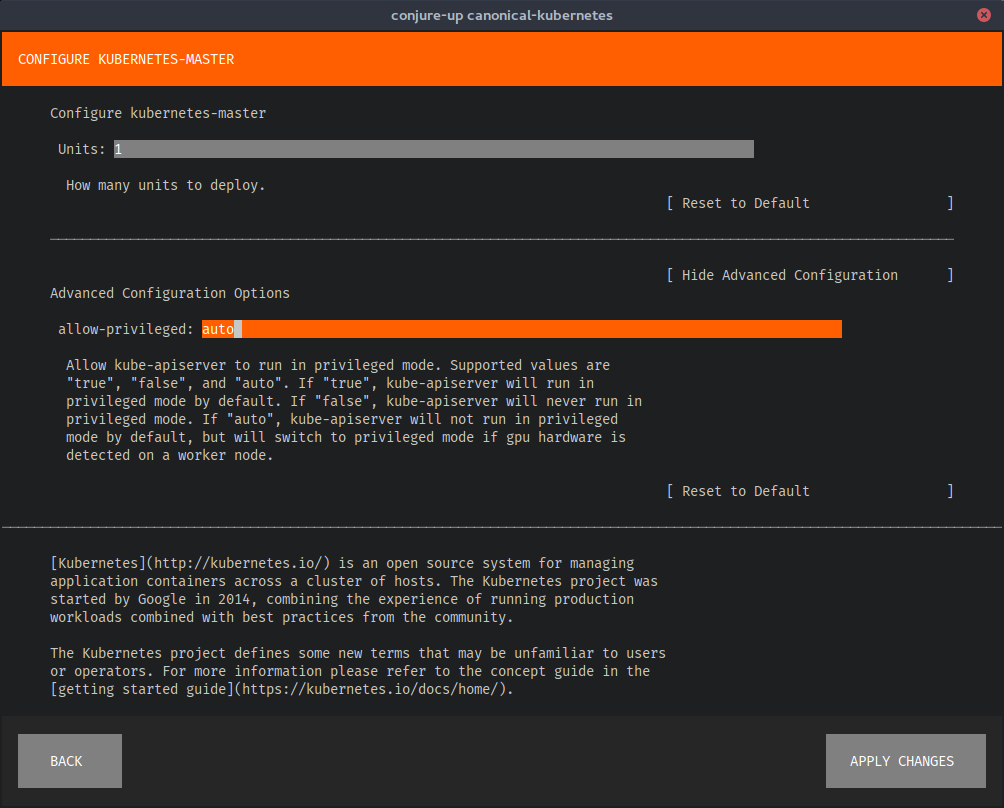 conjure-up canonical-kubernetes
CONFIGURE KUBERNETES-MASTER
Configure kubernetes-master
Units: 1
How many units to deploy.
[ Reset to Default ]
[ Hide Advanced Configuration ]
Advanced Configuration Options
allow-privileged: auto
Allow kube-apiserver to run in privileged mode. Supported values are
"true", "false", and "auto". If "true", kube-apiserver will run in
privileged mode by default. If "false", kube-apiserver will never run in
privileged mode. If "auto", kube-apiserver will not run in privileged
mode by default, but will switch to privileged mode if gpu hardware is
detected on a worker node.
[ Reset to Default ]
[Kubernetes](http://kubernetes.io/) is an open source system for managing
application containers across a cluster of hosts. The Kubernetes project was
started by Google in 2014, combining the experience of running production
workloads combined with best practices from the community.
The Kubernetes project defines some new terms that may be unfamiliar to users
or operators. For more information please refer to the concept guide in the
[getting started guide](https://kubernetes.io/docs/home/).
BACK
APPLY CHANGES